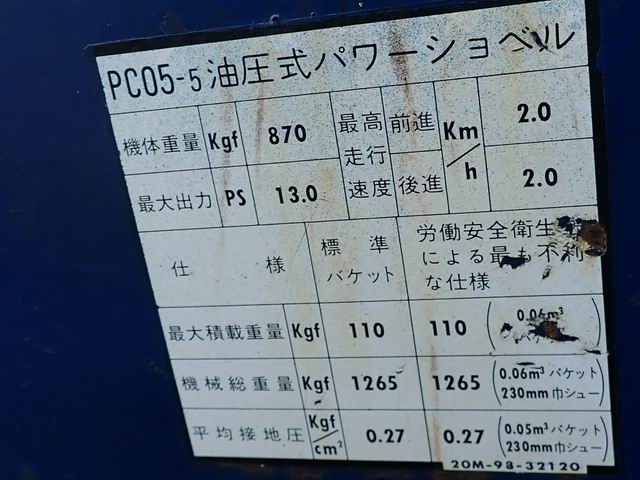 PC05-5 油圧式パワーショベル
機体重量 Kgf 870 最高走行速度 前進 Km/h 2.0
最大出力 PS 13.0 後進 2.0
仕様 標準バケット 労働安全衛生
による最も不利
な仕様
最大積載重量 Kgf 110 110 (0.06m³
機械総重量 Kgf 1265 1265 (0.06m³バケット 230mm巾シュー)
平均接地圧 Kgf/cm² 0.27 0.27 (0.05m³バケット 230mm巾シュー)
20M-98-32120